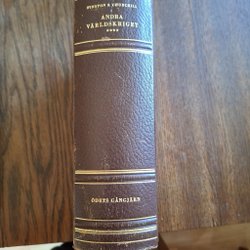 WINSTON S. CHURCHILL
ANDRA
VÄRLDSKRIGET
****
ÖDETS GÅNGJÄRN